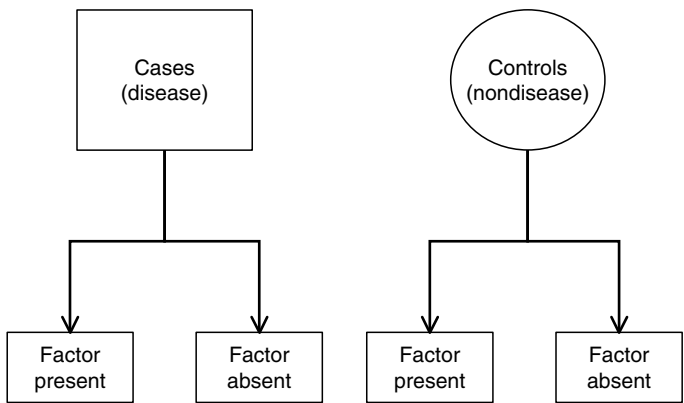 Cases
(disease)
Controls
(nondisease)
Factor
present
Factor
absent
Factor
present
Factor
absent